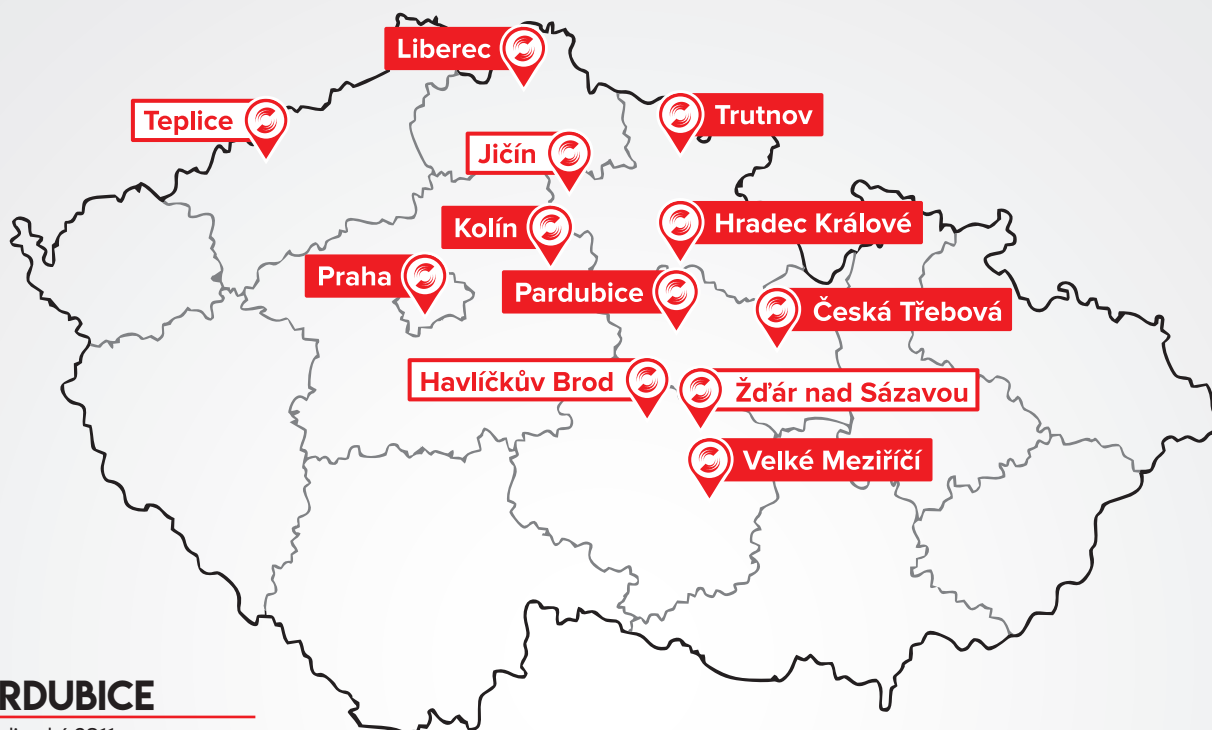 Liberec
Teplice
Trutnov
Jičín
Kolín
Hradec Králové
Praha
Pardubice
Česká Třebová
Havlíčkův Brod
Žďár nad Sázavou
Velké Meziříčí
RDUBICE